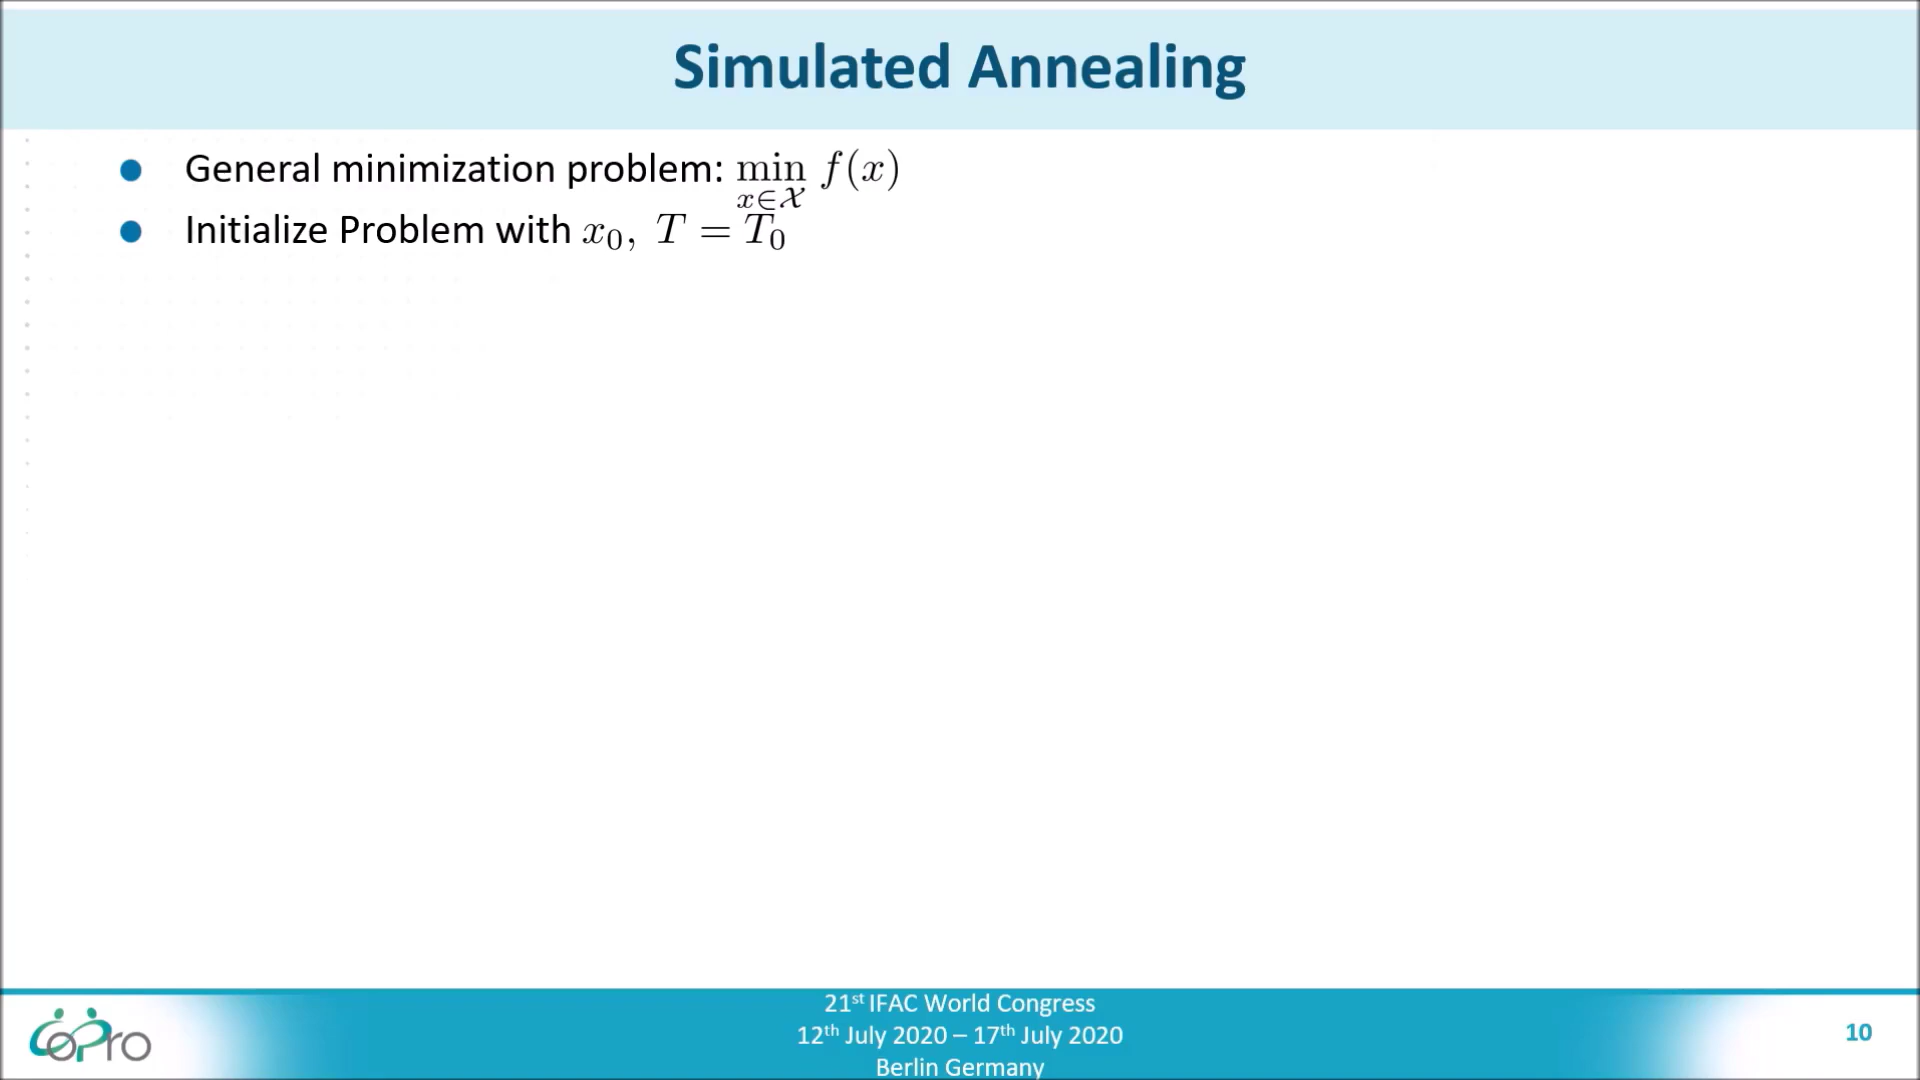 Simulated Annealing
● General minimization problem: min f(x)
x∈𝒳
● Initialize Problem with x₀, T = T₀
21st IFAC World Congress
12th July 2020 – 17th July 2020
Berlin Germany
CoPro
10